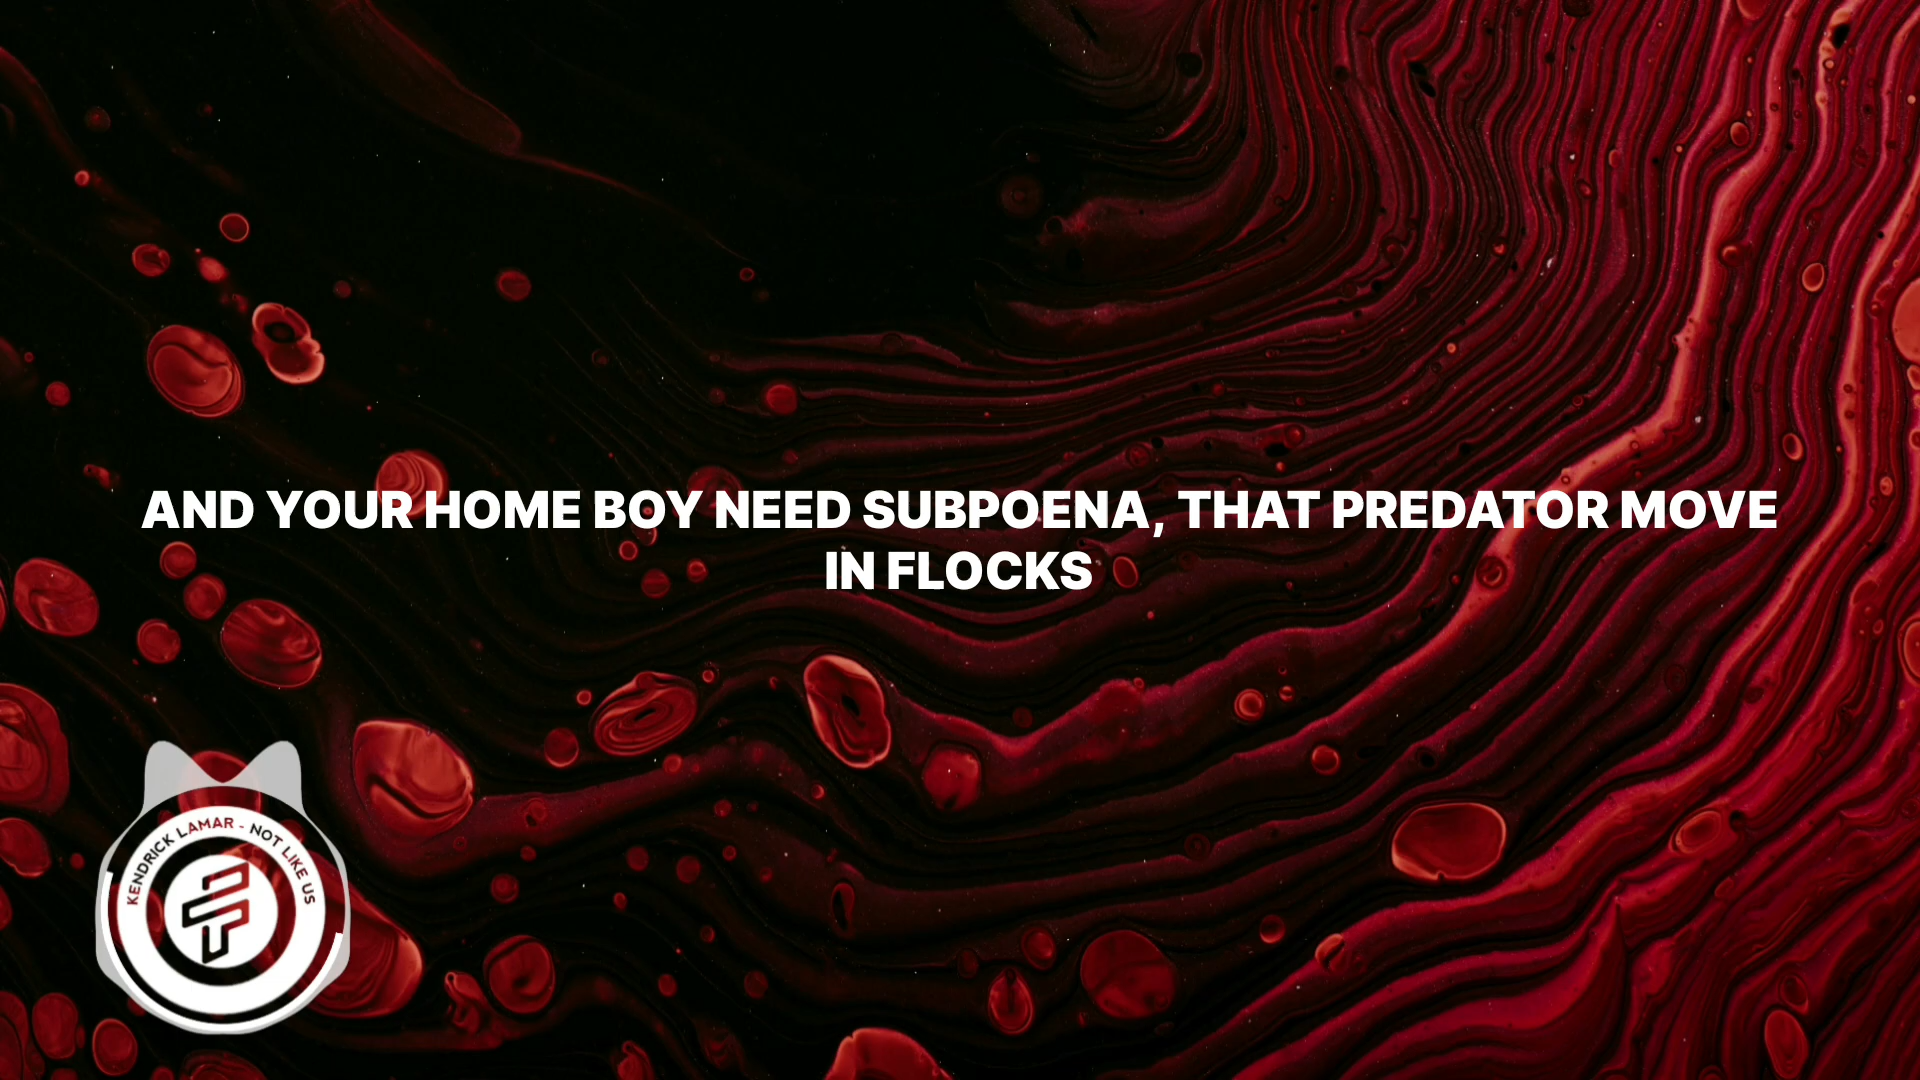 AND YOUR HOME BOY NEED SUBPOENA, THAT PREDATOR MOVE
IN FLOCKS
KENDRICK LAMAR - NOT LIKE US